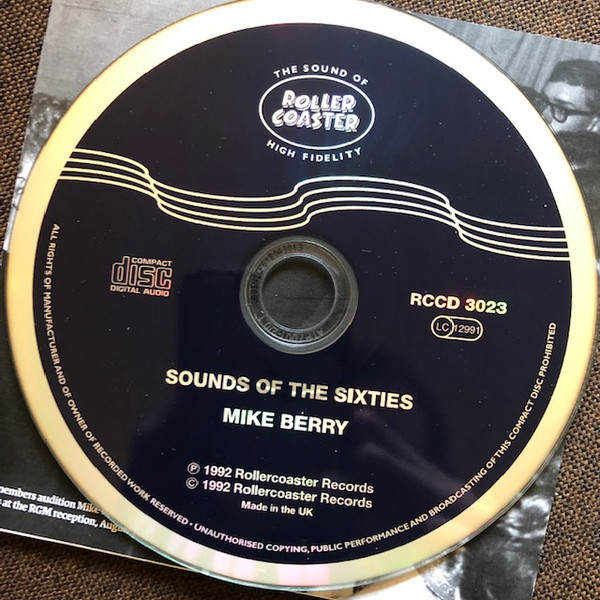 THE SOUND OF
ROLLER
COASTER
HIGH FIDELITY
COMPACT
disc
DIGITAL AUDIO
RCCD 3023
LC 12991
SOUNDS OF THE SIXTIES
MIKE BERRY
℗ 1992 Rollercoaster Records
© 1992 Rollercoaster Records
Made in the UK
ALL RIGHTS OF MANUFACTURER AND OF OWNER OF RECORDED WORK RESERVED • UNAUTHORISED COPYING, PUBLIC PERFORMANCE AND BROADCASTING OF THIS COMPACT DISC PROHIBITED
members audition Mike
at the RGM reception, Augu